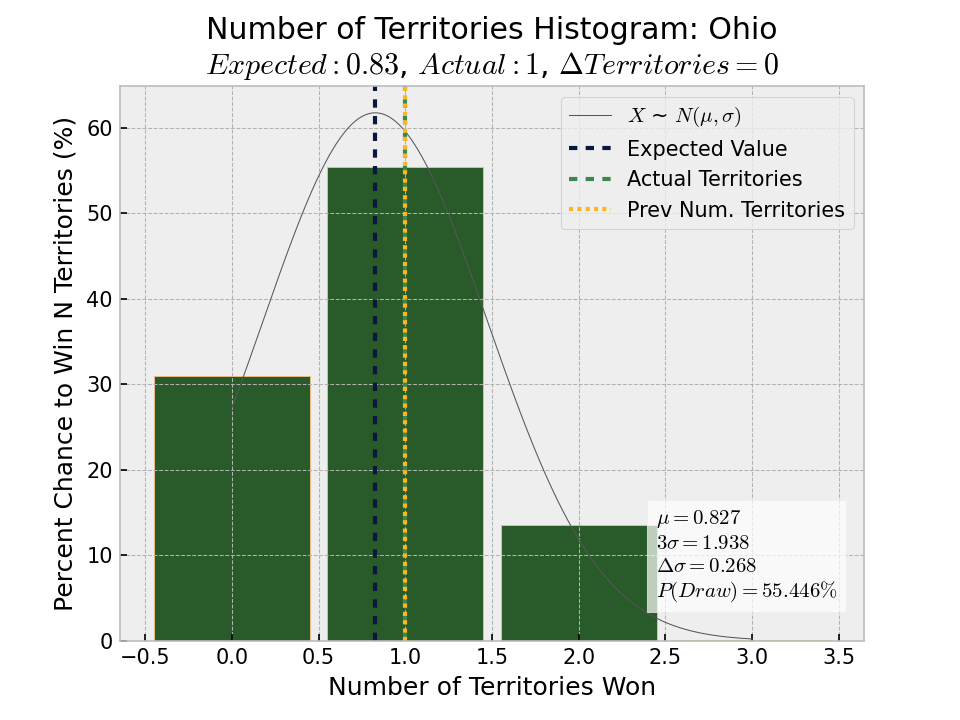 Number of Territories Histogram: Ohio
Expected : 0.83, Actual : 1, ΔTerritories = 0
Percent Chance to Win N Territories (%)
60
50
40
30
20
10
0
X ~ N(μ, σ)
Expected Value
Actual Territories
Prev Num. Territories
μ = 0.827
3σ = 1.938
Δσ = 0.268
P(Draw) = 55.446%
−0.5 0.0 0.5 1.0 1.5 2.0 2.5 3.0 3.5
Number of Territories Won